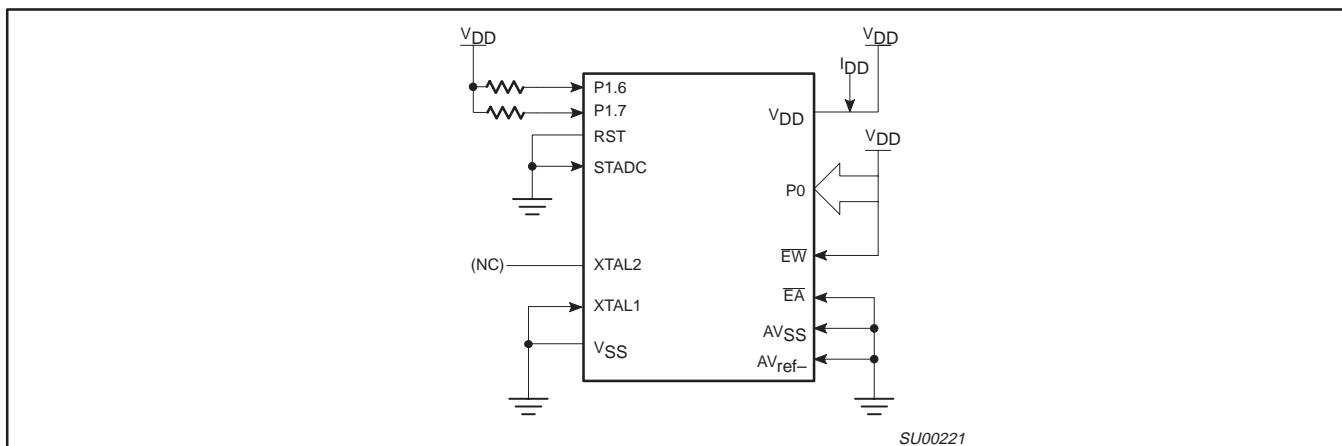 VDD
P1.6
P1.7
RST
STADC
(NC)
XTAL2
XTAL1
VSS
VDD
IDD
VDD
VDD
P0
EW
EA
AVSS
AVref–
SU00221